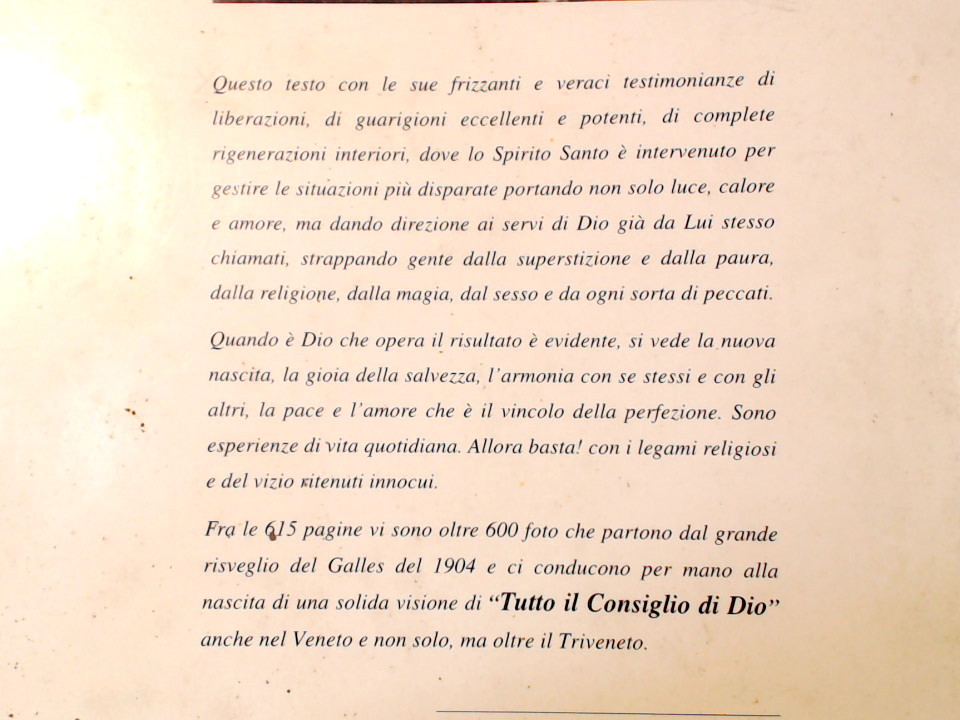 Questo testo con le sue frizzanti e veraci testimonianze di
liberazioni, di guarigioni eccellenti e potenti, di complete
rigenerazioni interiori, dove lo Spirito Santo è intervenuto per
gestire le situazioni più disparate portando non solo luce, calore
e amore, ma dando direzione ai servi di Dio già da Lui stesso
chiamati, strappando gente dalla superstizione e dalla paura,
dalla religione, dalla magia, dal sesso e da ogni sorta di peccati.
Quando è Dio che opera il risultato è evidente, si vede la nuova
nascita, la gioia della salvezza, l'armonia con se stessi e con gli
altri, la pace e l'amore che è il vincolo della perfezione. Sono
esperienze di vita quotidiana. Allora basta! con i legami religiosi
e del vizio ritenuti innocui.
Fra le 615 pagine vi sono oltre 600 foto che partono dal grande
risveglio del Galles del 1904 e ci conducono per mano alla
nascita di una solida visione di “Tutto il Consiglio di Dio”
anche nel Veneto e non solo, ma oltre il Triveneto.